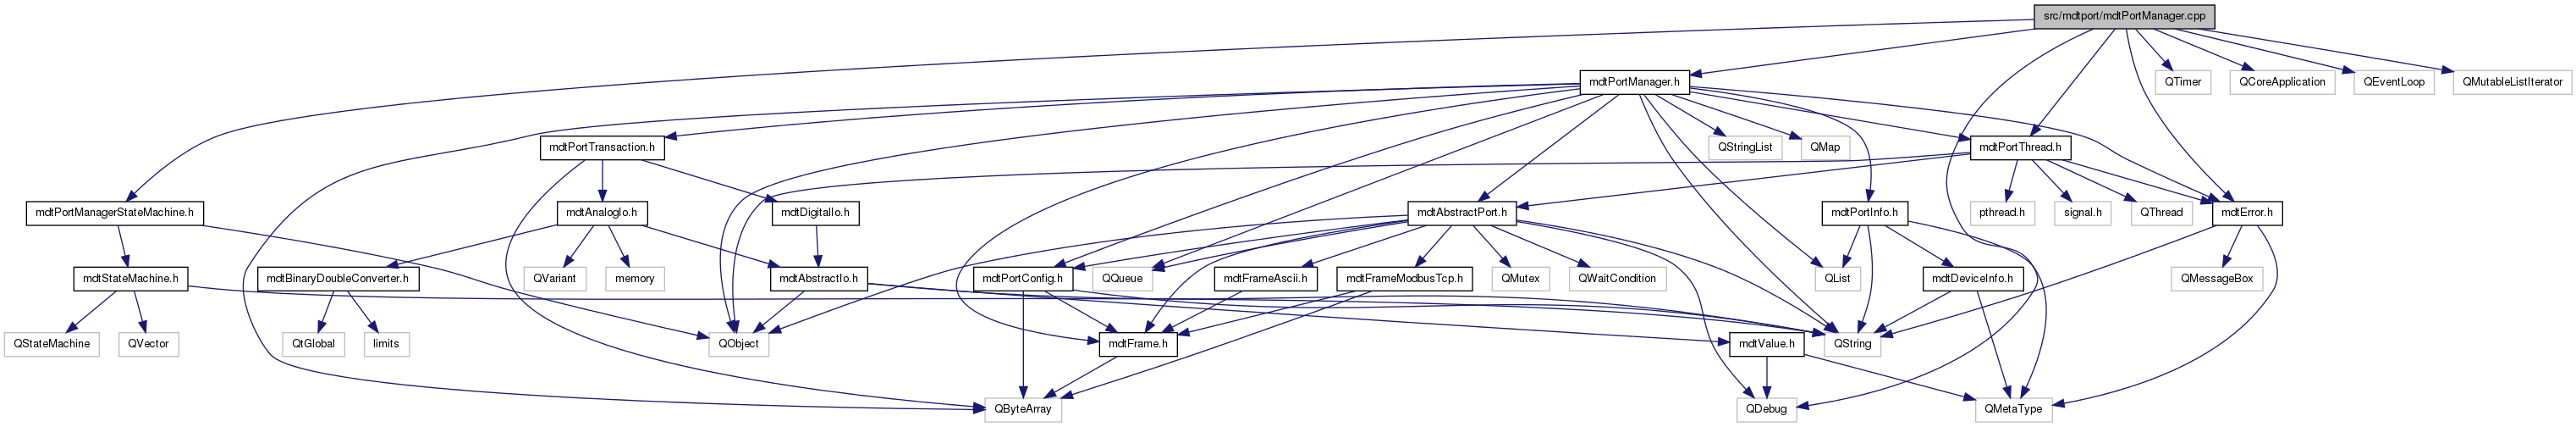 src/mdtport/mdtPortManager.cpp
mdtPortManager.h
QTimer
QCoreApplication
QEventLoop
QMutableListIterator
mdtPortTransaction.h
QStringList
QMap
mdtPortThread.h
mdtPortManagerStateMachine.h
mdtAnalogIo.h
mdtDigitalIo.h
mdtAbstractPort.h
mdtPortInfo.h
pthread.h
signal.h
QThread
mdtError.h
mdtStateMachine.h
mdtBinaryDoubleConverter.h
QVariant
memory
mdtAbstractIo.h
mdtPortConfig.h
QQueue
mdtFrameAscii.h
mdtFrameModbusTcp.h
QMutex
QWaitCondition
QList
mdtDeviceInfo.h
QMessageBox
QStateMachine
QVector
QtGlobal
limits
QObject
mdtFrame.h
mdtValue.h
QString
QByteArray
QDebug
QMetaType